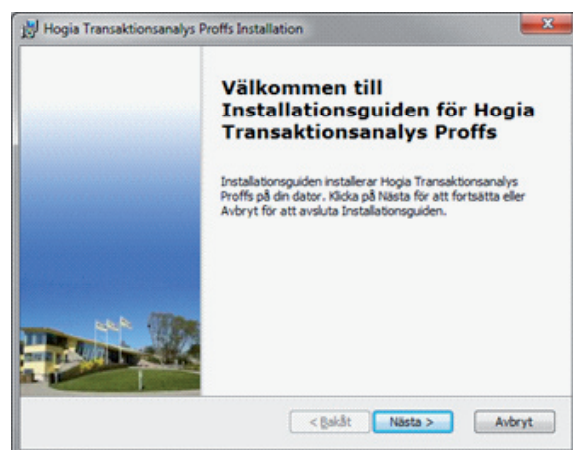 Hogia Transaktionsanalys Proffs Installation
Välkommen till
Installationsguiden för Hogia
Transaktionsanalys Proffs
Installationsguiden installerar Hogia Transaktionsanalys
Proffs på din dator. Klicka på Nästa för att fortsätta eller
Avbryt för att avsluta Installationsguiden.
< Bakåt Nästa > Avbryt